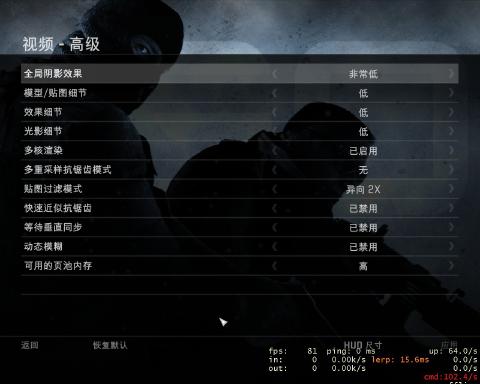 视频 - 高级
全局阴影效果 非常低
模型/贴图细节 低
效果细节 低
光影细节 低
多核渲染 已启用
多重采样抗锯齿模式 无
贴图过滤模式 异向 2X
快速近似抗锯齿 已禁用
等待垂直同步 已禁用
动态模糊 已禁用
可用的页池内存 高
返回 恢复默认 HUD 尺寸 应用
fps: 81 ping: 0 ms up: 64.0/s
in: 0 0.00k/s lerp: 15.6ms 0.0/s
out: 0 0.00k/s 0.0/s
cmd:102.4/s